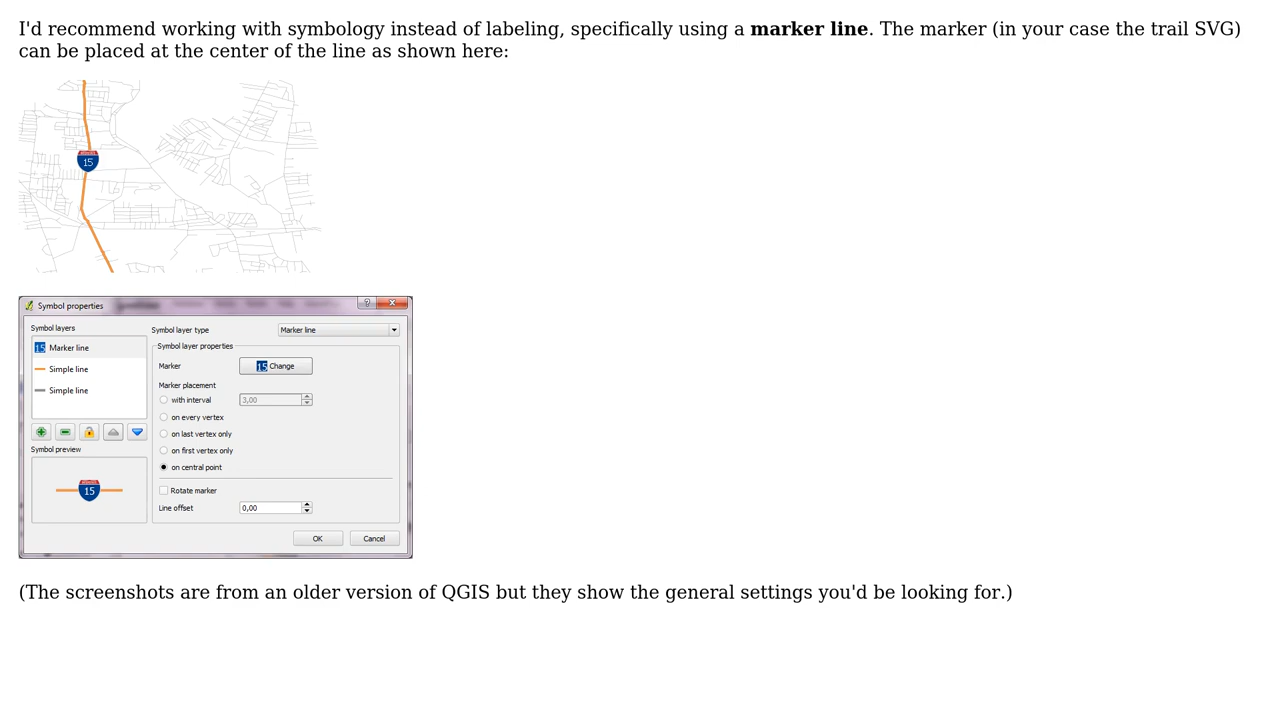 I'd recommend working with symbology instead of labeling, specifically using a marker line. The marker (in your case the trail SVG)
can be placed at the center of the line as shown here:
15
Symbol properties
Symbol layers
15 Marker line
Simple line
Simple line
Symbol preview
15
Symbol layer type Marker line
Symbol layer properties
Marker 15 Change
Marker placement
with interval 3,00
on every vertex
on last vertex only
on first vertex only
on central point
Rotate marker
Line offset 0,00
OK Cancel
(The screenshots are from an older version of QGIS but they show the general settings you'd be looking for.)